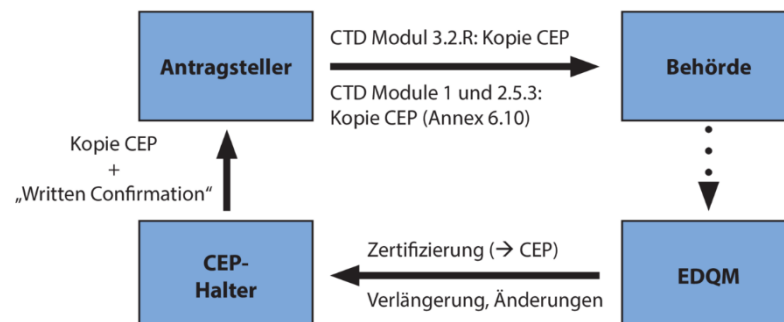 Antragsteller
CTD Modul 3.2.R: Kopie CEP
CTD Module 1 und 2.5.3:
Kopie CEP (Annex 6.10)
Behörde
Kopie CEP
+
„Written Confirmation“
CEP-
Halter
Zertifizierung (→ CEP)
Verlängerung, Änderungen
EDQM